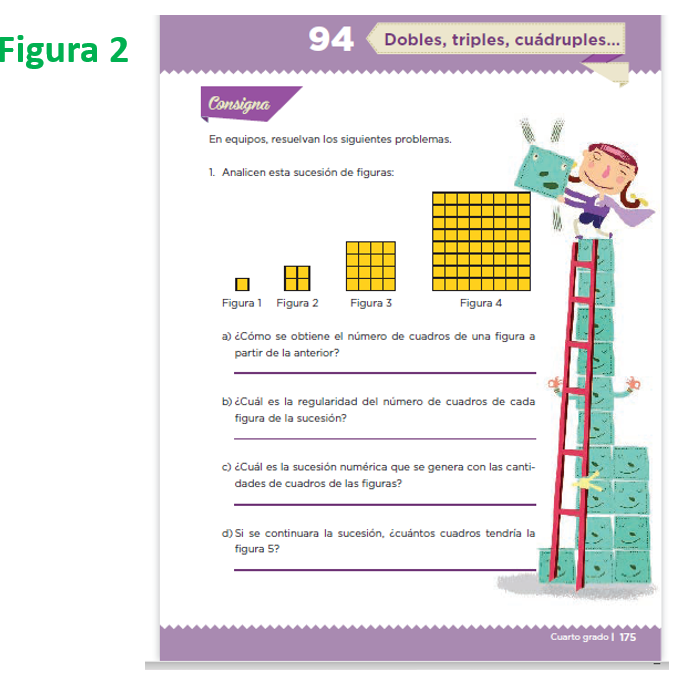 Figura 2
94
Dobles, triples, cuádruples...
Consigna
En equipos, resuelvan los siguientes problemas.
1. Analicen esta sucesión de figuras:
Figura 1 Figura 2 Figura 3 Figura 4
a) ¿Cómo se obtiene el número de cuadros de una figura a
partir de la anterior?
b) ¿Cuál es la regularidad del número de cuadros de cada
figura de la sucesión?
c) ¿Cuál es la sucesión numérica que se genera con las canti-
dades de cuadros de las figuras?
d) Si se continuara la sucesión, ¿cuántos cuadros tendría la
figura 5?
Cuarto grado | 175